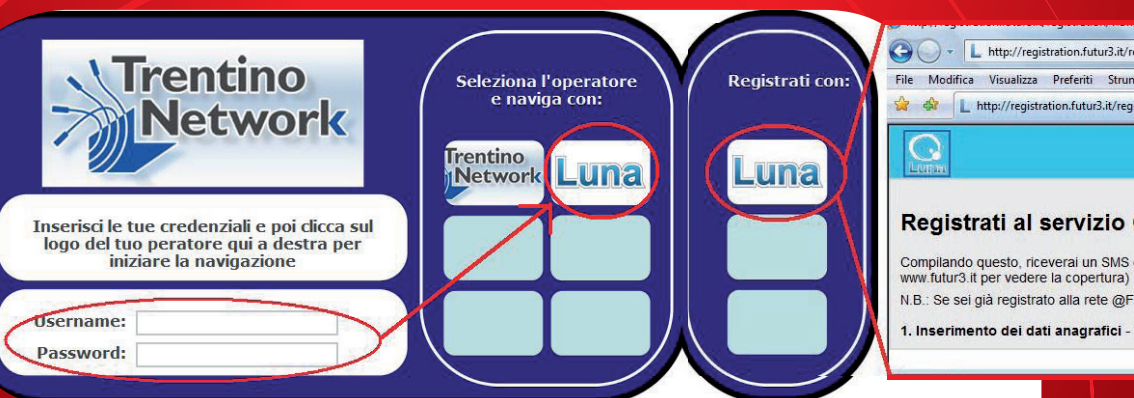 Trentino
Network
Inserisci le tue credenziali e poi clicca sul
logo del tuo peratore qui a destra per
iniziare la navigazione
Username:
Password:
Seleziona l'operatore
e naviga con:
Trentino
Network
Luna
Registrati con:
Luna
http://registration.futur3.it/re
File Modifica Visualizza Preferiti Strum
http://registration.futur3.it/reg
Luna
Registrati al servizio
Compilando questo, riceverai un SMS
www.futur3.it per vedere la copertura)
N.B.: Se sei già registrato alla rete @F
1. Inserimento dei dati anagrafici -